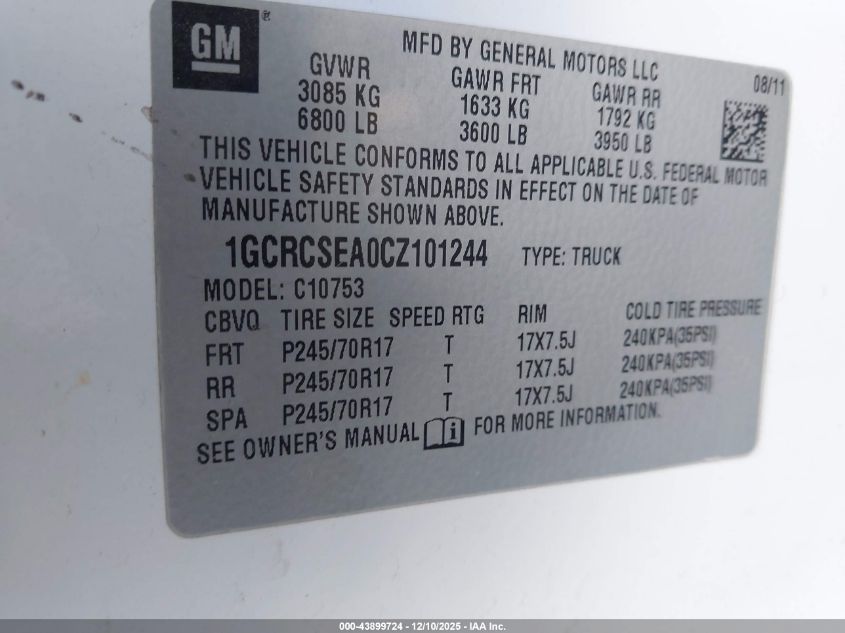 GM®
MFD BY GENERAL MOTORS LLC
08/11
GVWR GAWR FRT GAWR RR
3085 KG 1633 KG 1792 KG
6800 LB 3600 LB 3950 LB
THIS VEHICLE CONFORMS TO ALL APPLICABLE U.S. FEDERAL MOTOR
VEHICLE SAFETY STANDARDS IN EFFECT ON THE DATE OF
MANUFACTURE SHOWN ABOVE.
1GCRCSEA0CZ101244 TYPE: TRUCK
MODEL: C10753
CBVQ TIRE SIZE SPEED RTG RIM COLD TIRE PRESSURE
FRT P245/70R17 T 17X7.5J 240KPA(35PSI)
RR P245/70R17 T 17X7.5J 240KPA(35PSI)
SPA P245/70R17 T 17X7.5J 240KPA(35PSI)
SEE OWNER'S MANUAL i FOR MORE INFORMATION.
000-43899724 - 12/10/2025 - IAA Inc.